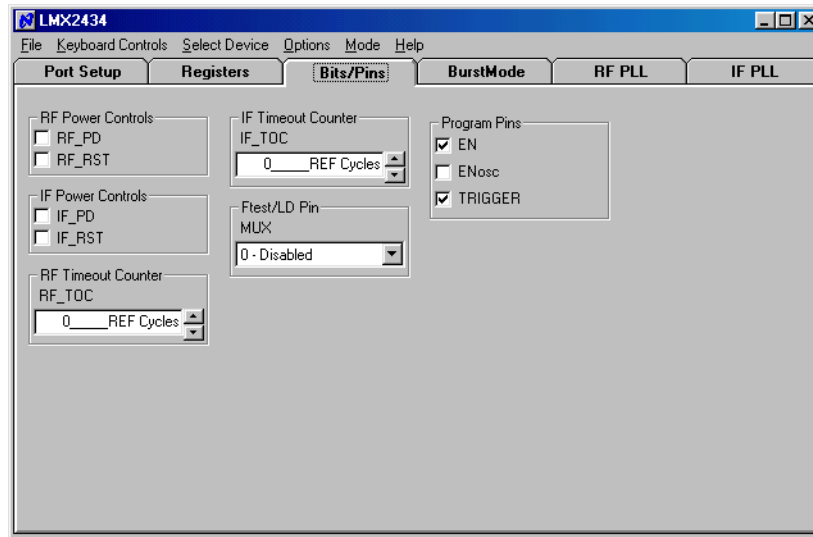 LMX2434
File Keyboard Controls Select Device Options Mode Help
Port Setup Registers Bits/Pins BurstMode RF PLL IF PLL
RF Power Controls
RF_PD
RF_RST
IF Power Controls
IF_PD
IF_RST
RF Timeout Counter
RF_TOC
0_____REF Cycles
IF Timeout Counter
IF_TOC
0_____REF Cycles
Ftest/LD Pin
MUX
0 - Disabled
Program Pins
EN
ENosc
TRIGGER